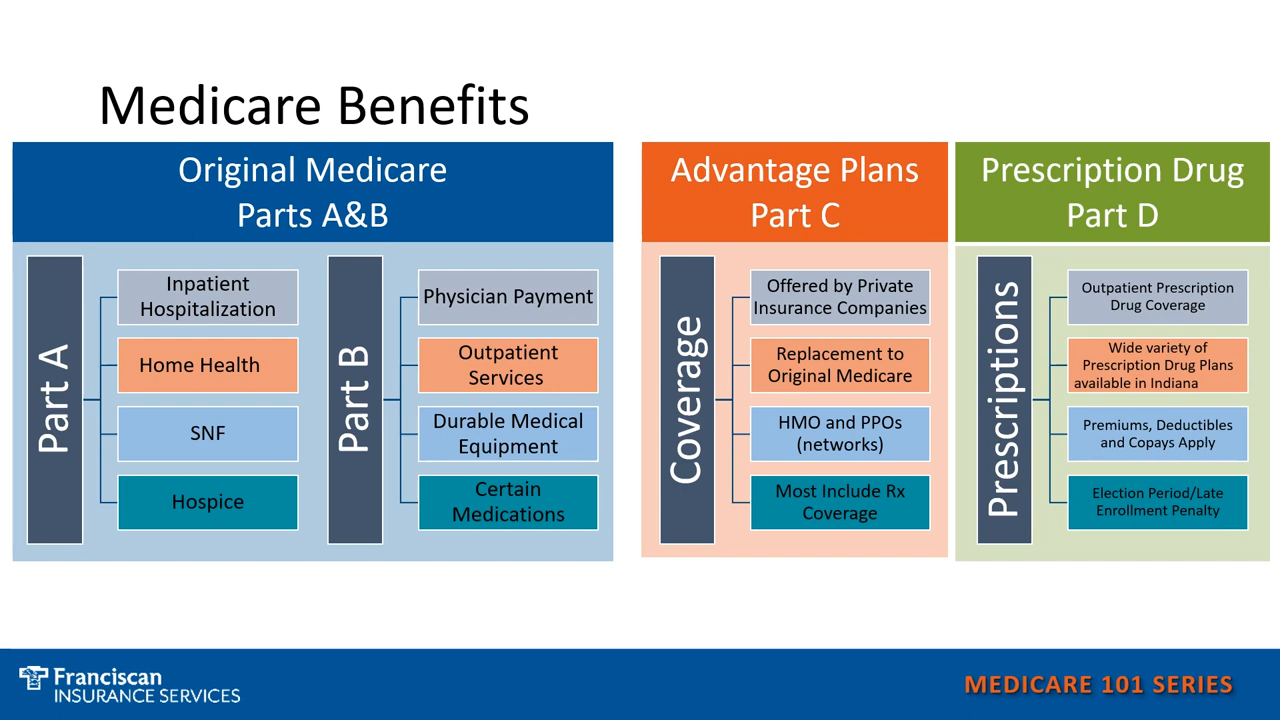 Medicare Benefits
Original Medicare
Parts A&B
Part A
Inpatient
Hospitalization
Home Health
SNF
Hospice
Part B
Physician Payment
Outpatient
Services
Durable Medical
Equipment
Certain
Medications
Advantage Plans
Part C
Coverage
Offered by Private
Insurance Companies
Replacement to
Original Medicare
HMO and PPOs
(networks)
Most Include Rx
Coverage
Prescription Drug
Part D
Prescriptions
Outpatient Prescription
Drug Coverage
Wide variety of
Prescription Drug Plans
available in Indiana
Premiums, Deductibles
and Copays Apply
Election Period/Late
Enrollment Penalty
Franciscan
INSURANCE SERVICES
MEDICARE 101 SERIES